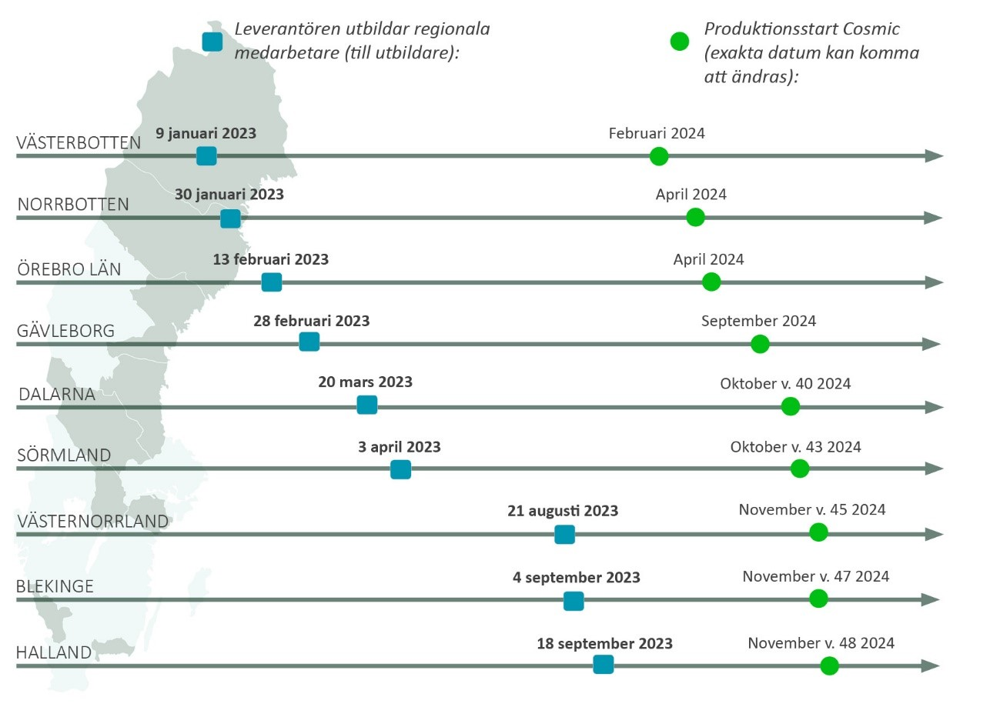 Leverantören utbildar regionala
medarbetare (till utbildare):
Produktionsstart Cosmic
(exakta datum kan komma
att ändras):
VÄSTERBOTTEN
9 januari 2023
Februari 2024
NORRBOTTEN
30 januari 2023
April 2024
ÖREBRO LÄN
13 februari 2023
April 2024
GÄVLEBORG
28 februari 2023
September 2024
DALARNA
20 mars 2023
Oktober v. 40 2024
SÖRMLAND
3 april 2023
Oktober v. 43 2024
VÄSTERNORRLAND
21 augusti 2023
November v. 45 2024
BLEKINGE
4 september 2023
November v. 47 2024
HALLAND
18 september 2023
November v. 48 2024